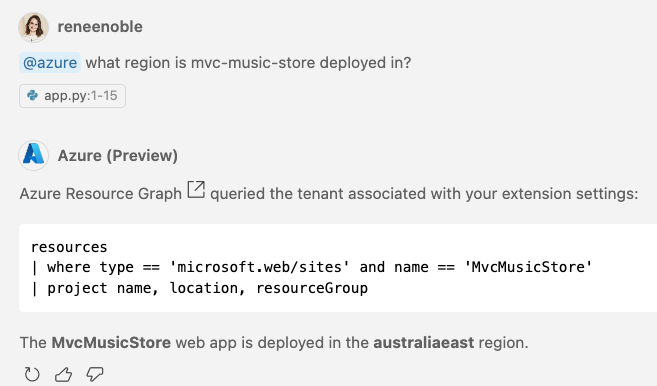 reneenoble
@azure what region is mvc-music-store deployed in?
app.py:1-15
Azure (Preview)
Azure Resource Graph queried the tenant associated with your extension settings:
resources
| where type == 'microsoft.web/sites' and name == 'MvcMusicStore'
| project name, location, resourceGroup
The MvcMusicStore web app is deployed in the australiaeast region.